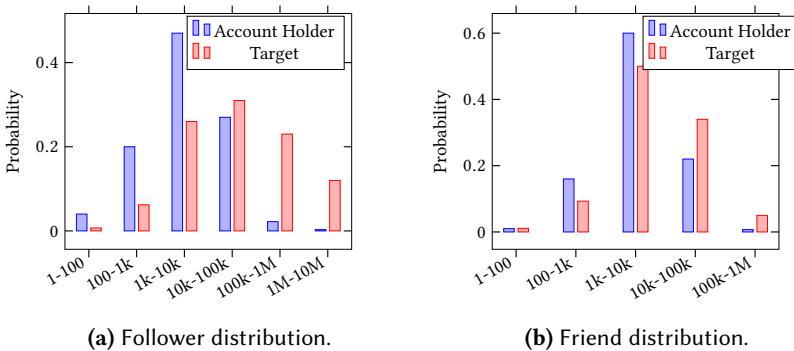 Account Holder
Target
Probability
0.4
0.2
0
1-100
100-1k
1k-10k
10k-100k
100k-1M
1M-10M
(a) Follower distribution.
Account Holder
Target
Probability
0.6
0.4
0.2
0
1-100
100-1k
1k-10k
10k-100k
100k-1M
(b) Friend distribution.